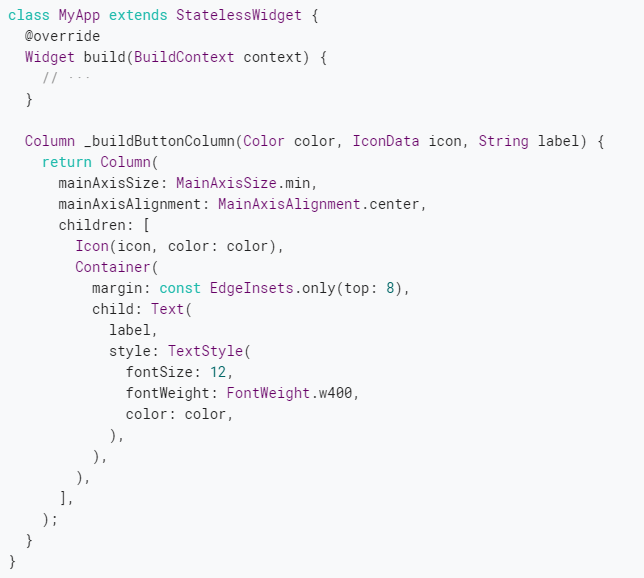 class MyApp extends StatelessWidget {
  @override
  Widget build(BuildContext context) {
    // ···
  }

  Column _buildButtonColumn(Color color, IconData icon, String label) {
    return Column(
      mainAxisSize: MainAxisSize.min,
      mainAxisAlignment: MainAxisAlignment.center,
      children: [
        Icon(icon, color: color),
        Container(
          margin: const EdgeInsets.only(top: 8),
          child: Text(
            label,
            style: TextStyle(
              fontSize: 12,
              fontWeight: FontWeight.w400,
              color: color,
            ),
          ),
        ),
      ],
    );
  }
}